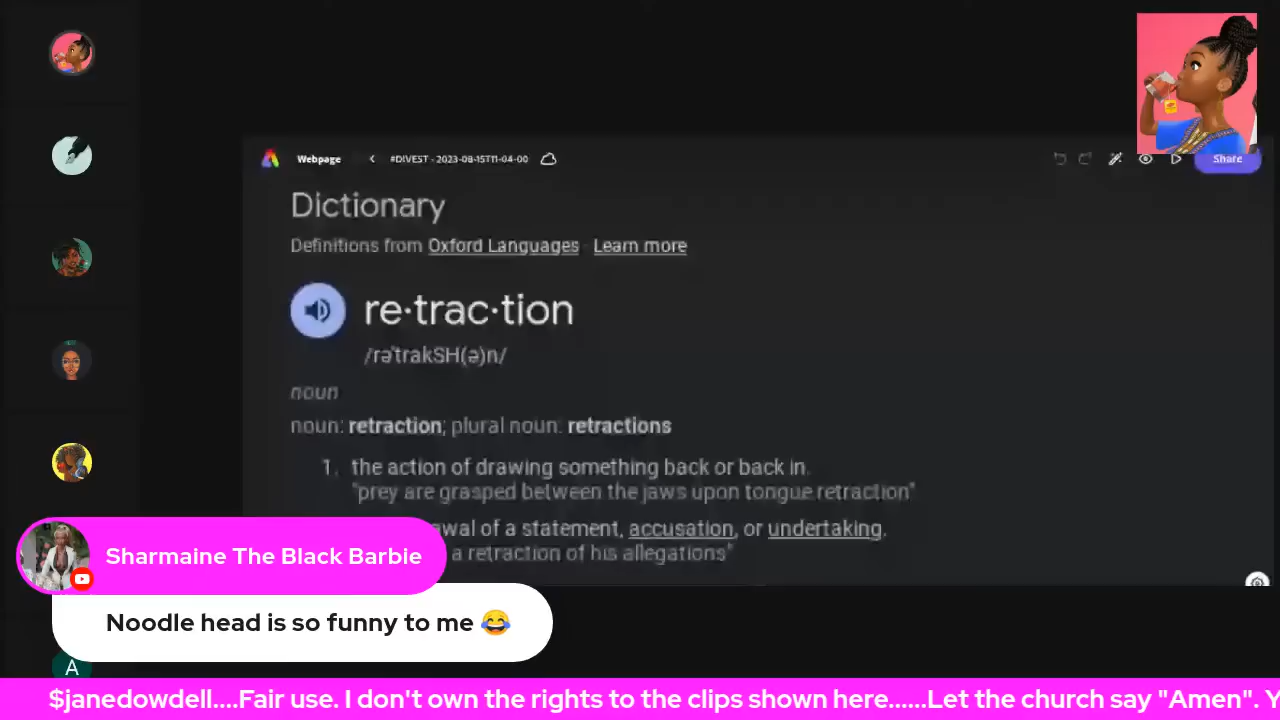 Webpage < #DIVEST - 2023-08-15T11-04-00 Share
Dictionary
Definitions from Oxford Languages · Learn more
re·trac·tion
/rəˈtrakSH(ə)n/
noun
noun: retraction; plural noun: retractions
1. the action of drawing something back or back in.
"prey are grasped between the jaws upon tongue retraction"
awal of a statement, accusation, or undertaking.
a retraction of his allegations"
Sharmaine The Black Barbie
Noodle head is so funny to me 😂
A
$janedowdell....Fair use. I don't own the rights to the clips shown here......Let the church say "Amen". Y